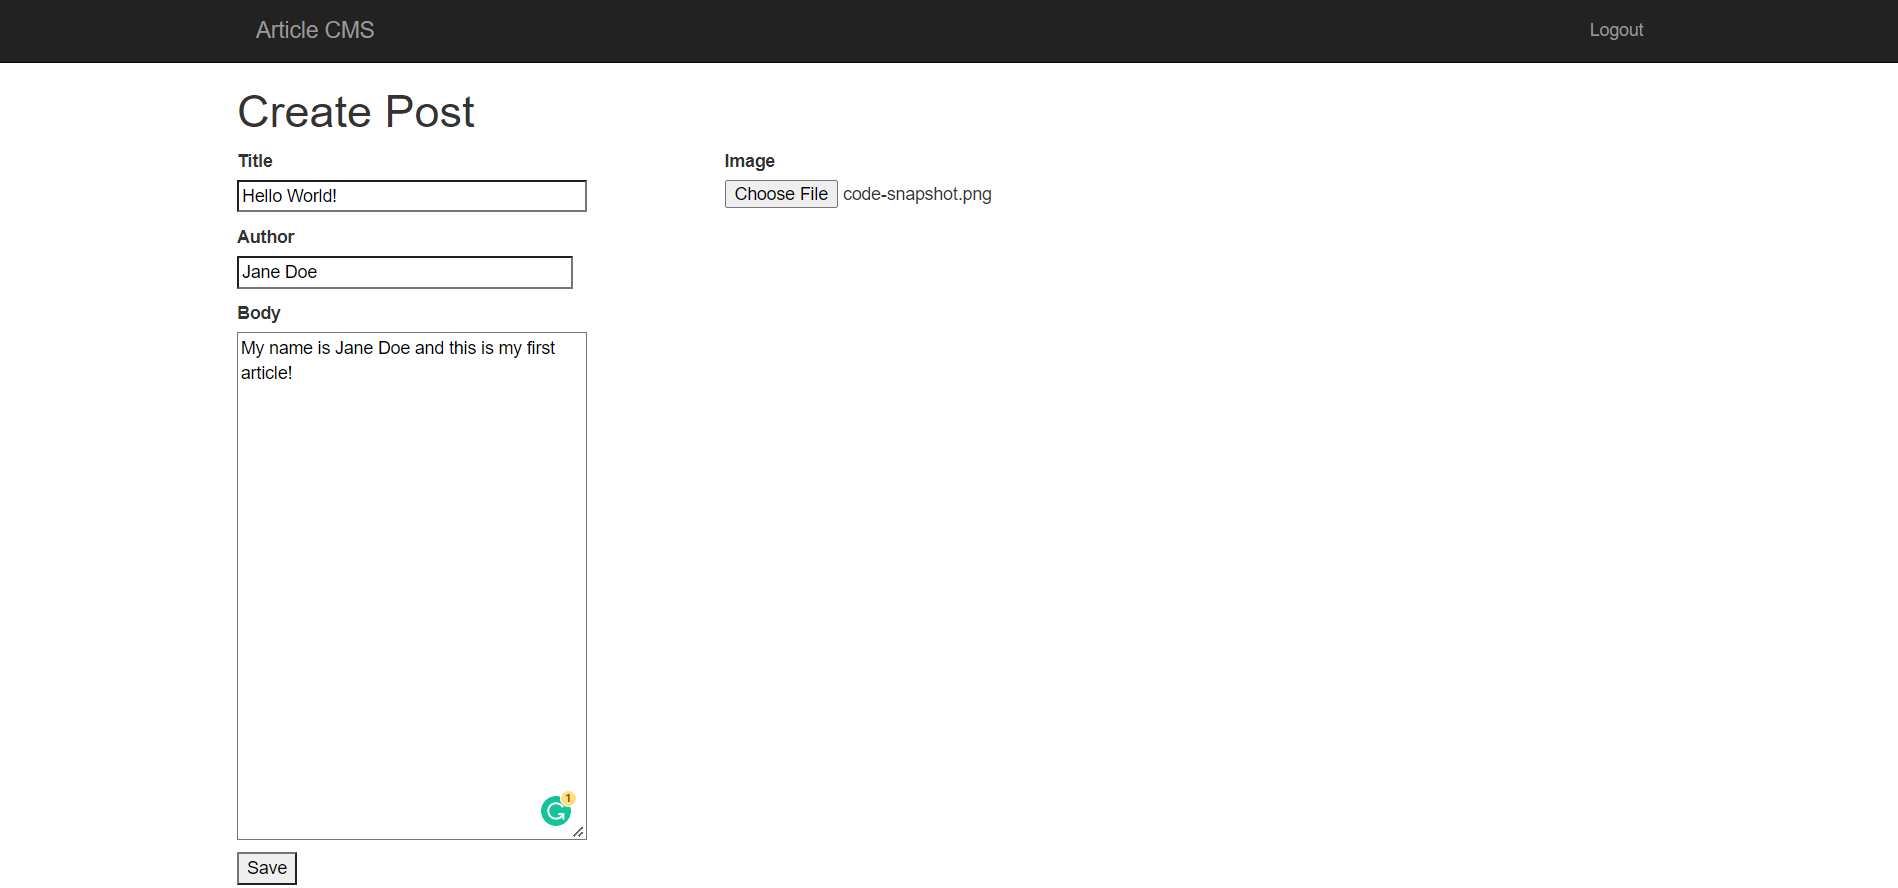 Article CMS
Logout
Create Post
Title
Hello World!
Image
Choose File code-snapshot.png
Author
Jane Doe
Body
My name is Jane Doe and this is my first
article!
1
Save